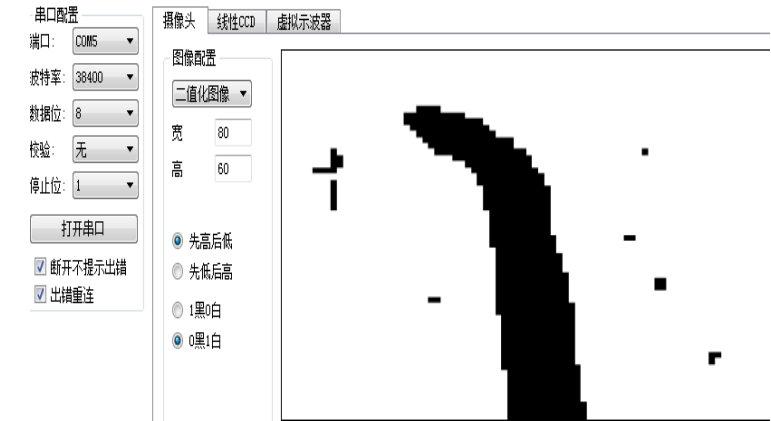 串口配置
端口: COM5
波特率: 38400
数据位: 8
校验: 无
停止位: 1
打开串口
断开不提示出错
出错重连
摄像头 线性CCD 虚拟示波器
图像配置
二值化图像
宽 80
高 60
先高后低
先低后高
1黑0白
0黑1白